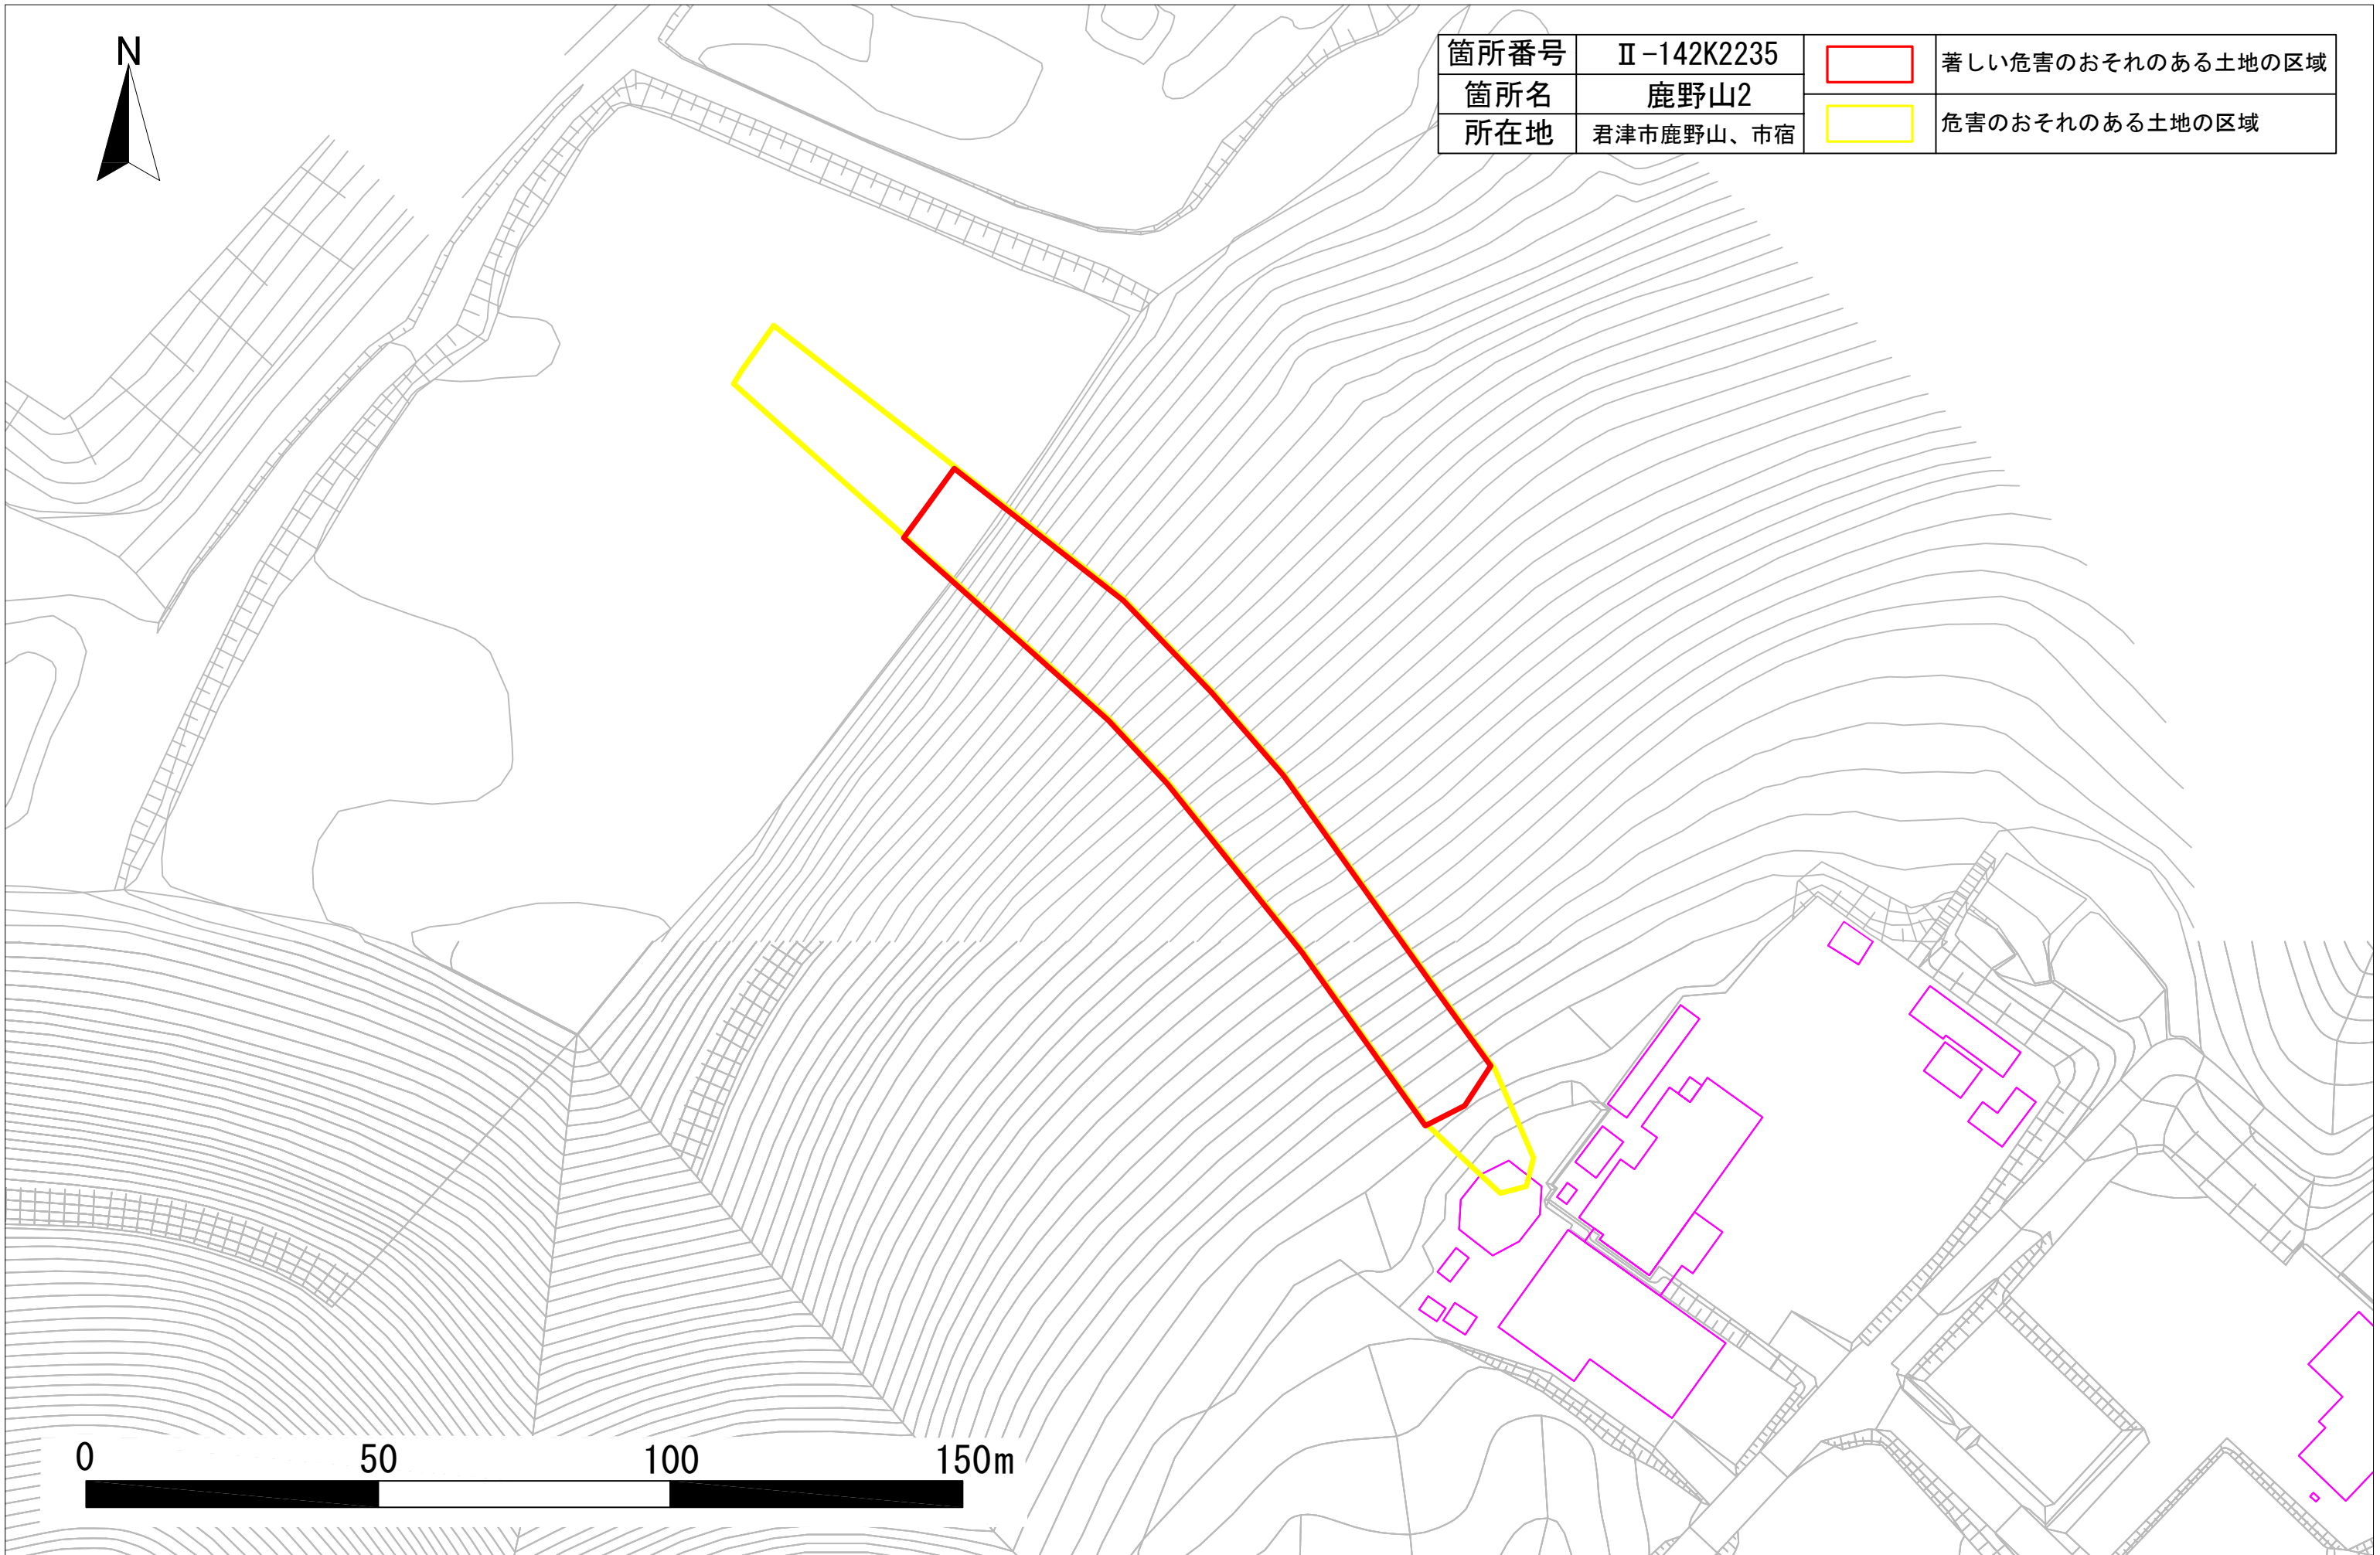 N
箇所番号 Ⅱ-142K2235
箇所名 鹿野山2
所在地 君津市鹿野山、市宿
著しい危害のおそれのある土地の区域
危害のおそれのある土地の区域
0 50 100 150m